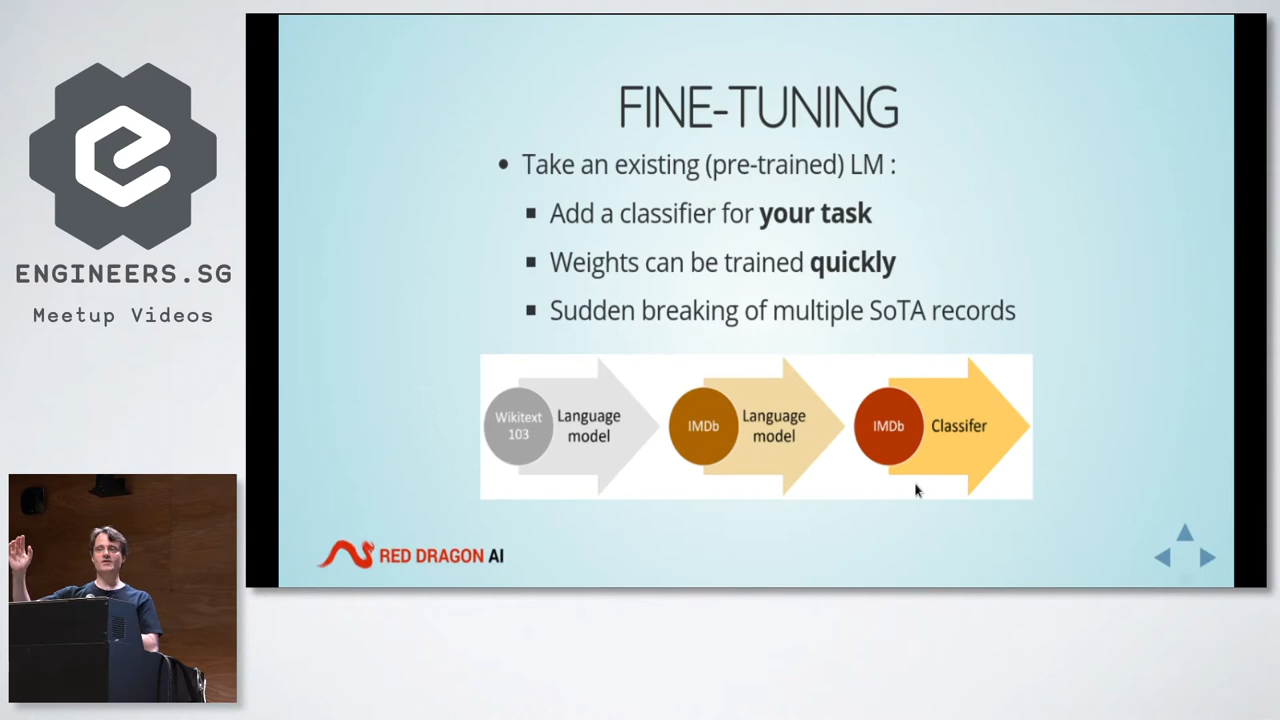 ENGINEERS.SG
Meetup Videos
FINE-TUNING
• Take an existing (pre-trained) LM :
▪ Add a classifier for your task
▪ Weights can be trained quickly
▪ Sudden breaking of multiple SoTA records
Wikitext
103
Language
model
IMDb
Language
model
IMDb
Classifer
RED DRAGON AI